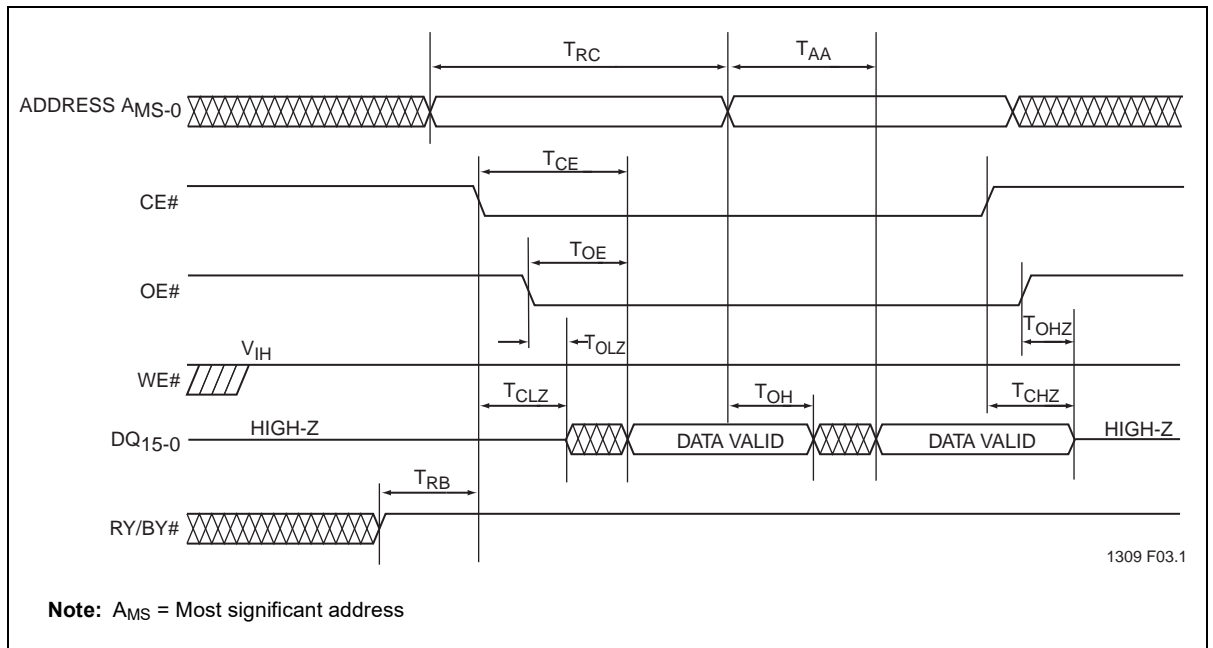 TRC
TAA
ADDRESS AMS-0
TCE
CE#
TOE
OE#
TOLZ
TOHZ
VIH
WE#
TCLZ
TOH
TCHZ
DQ15-0
HIGH-Z
DATA VALID
DATA VALID
HIGH-Z
TRB
RY/BY#
1309 F03.1
Note: AMS = Most significant address